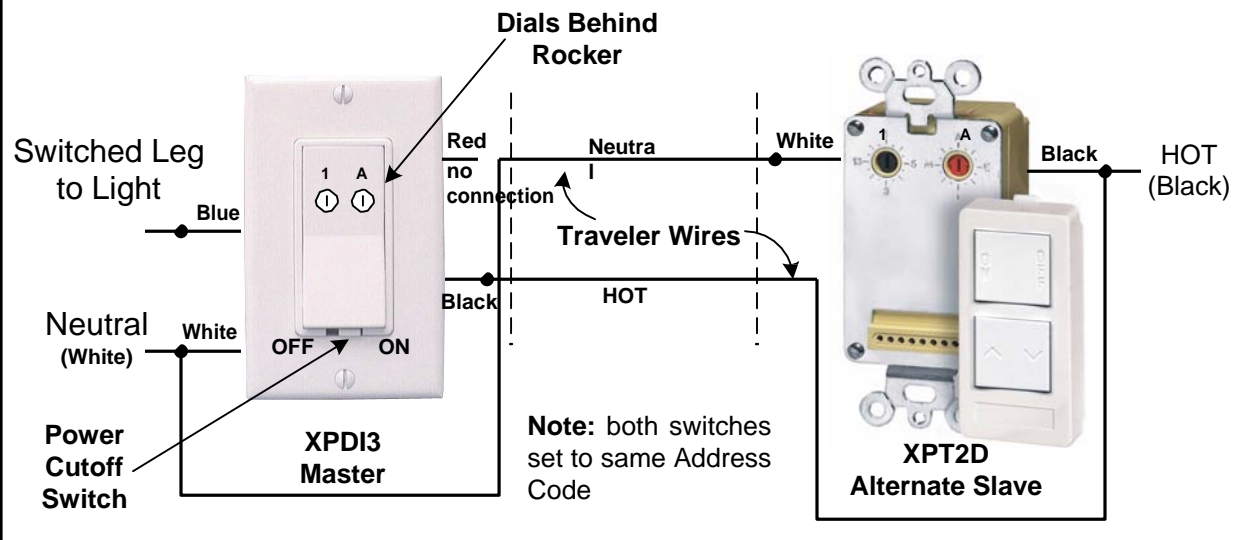 Dials Behind
Rocker
Switched Leg
to Light
Blue
Neutral
(White)
White
1 A
OFF ON
Red
no
connection
Black
Neutra
l
Traveler Wires
HOT
White
1 A
Black
HOT
(Black)
Power
Cutoff
Switch
XPDI3
Master
Note: both switches
set to same Address
Code
XPT2D
Alternate Slave